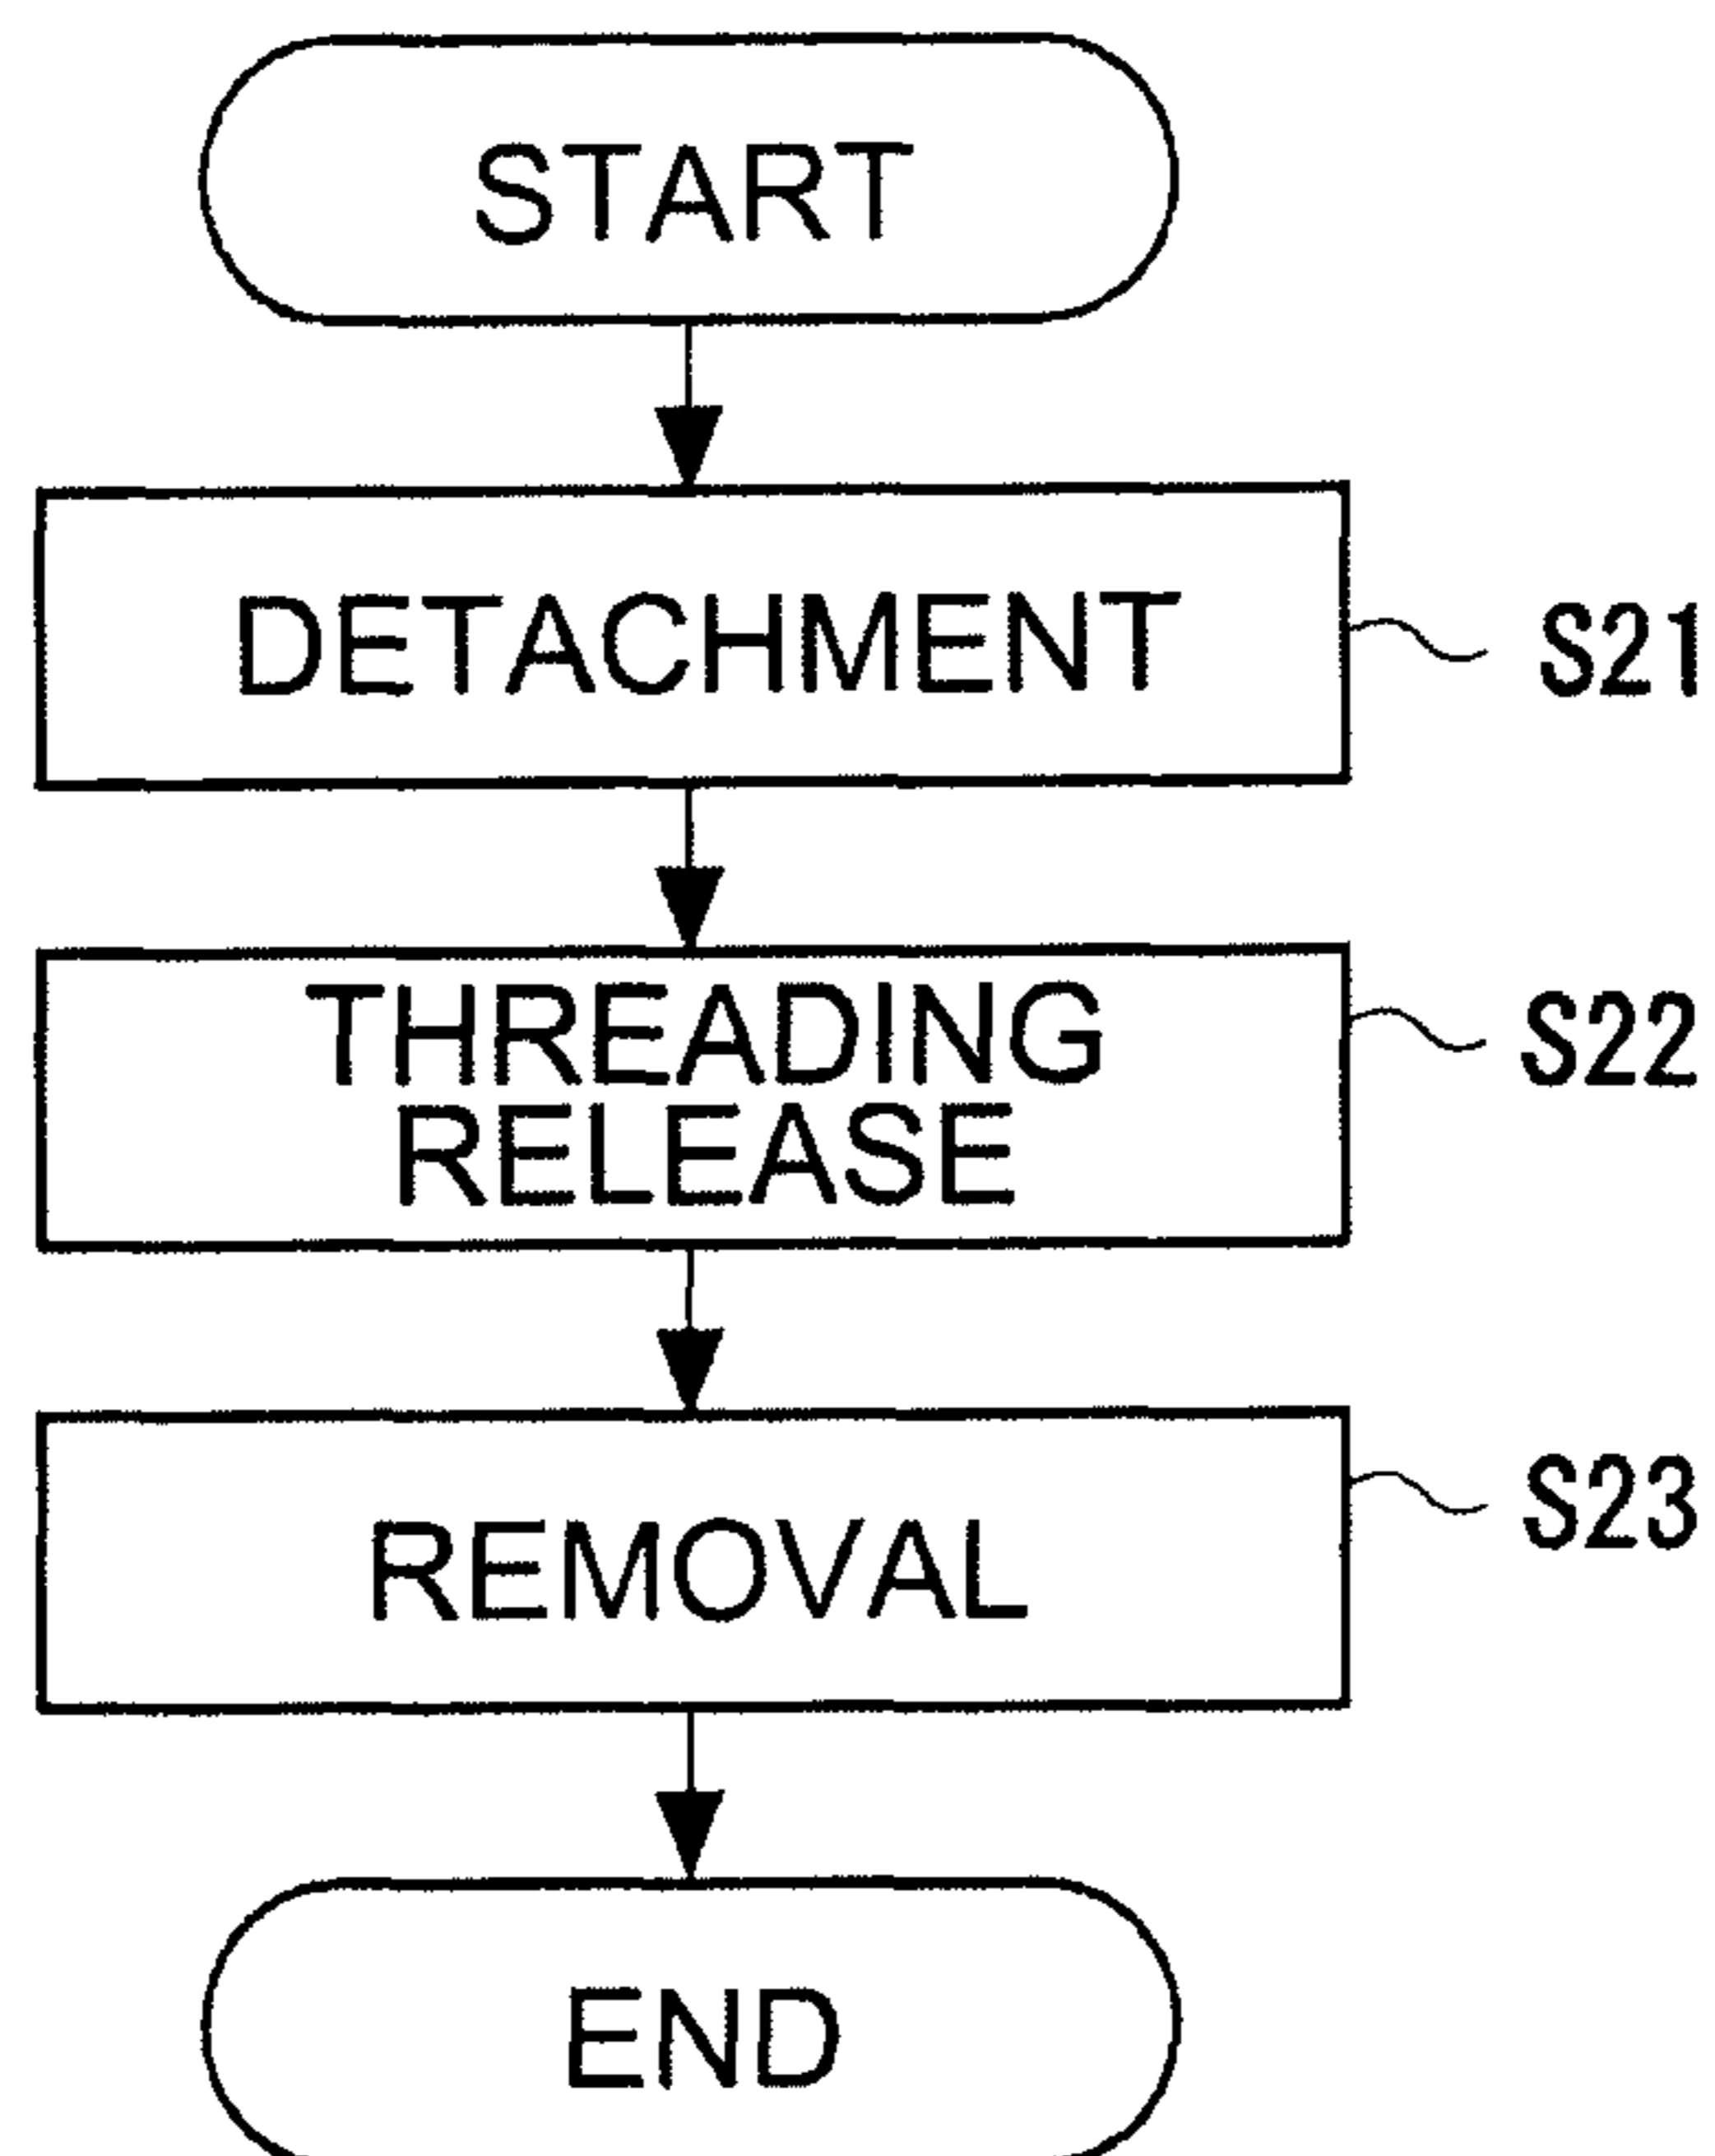 START
DETACHMENT
S21
THREADING
RELEASE
S22
REMOVAL
S23
END